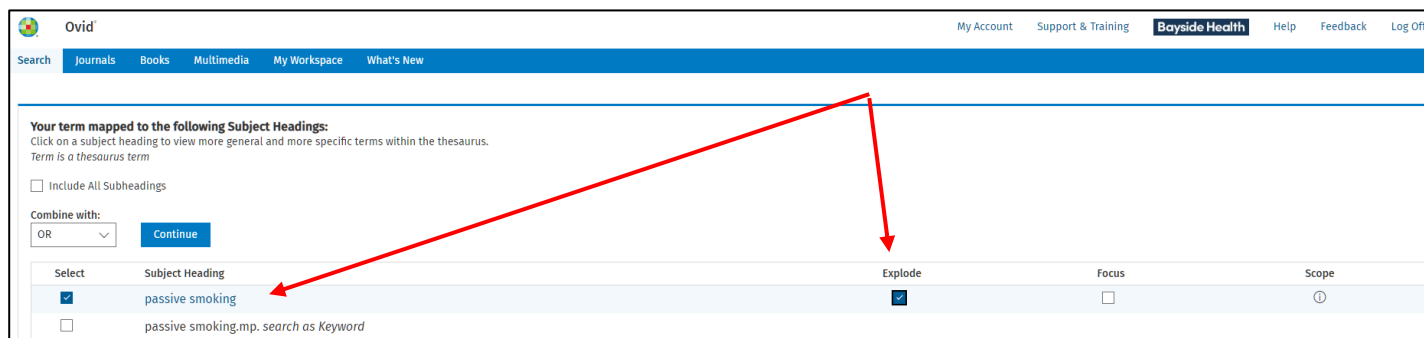 Ovid®
My Account Support & Training Bayside Health Help Feedback Log Off
Search Journals Books Multimedia My Workspace What's New
Your term mapped to the following Subject Headings:
Click on a subject heading to view more general and more specific terms within the thesaurus.
Term is a thesaurus term
Include All Subheadings
Combine with:
OR Continue
Select Subject Heading Explode Focus Scope
passive smoking
passive smoking.mp. search as Keyword